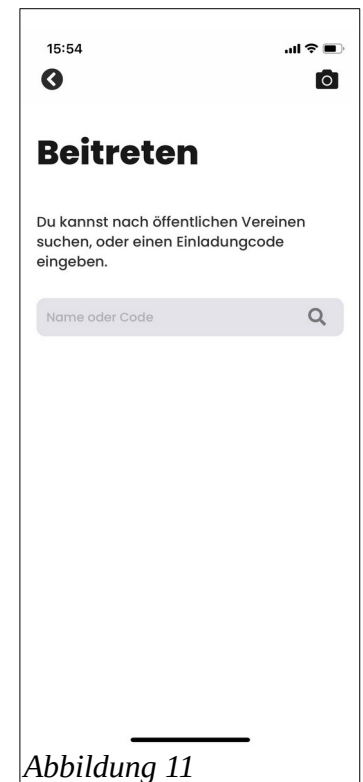 15:54
Beitreten
Du kannst nach öffentlichen Vereinen
suchen, oder einen Einladungcode
eingeben.
Name oder Code
Abbildung 11